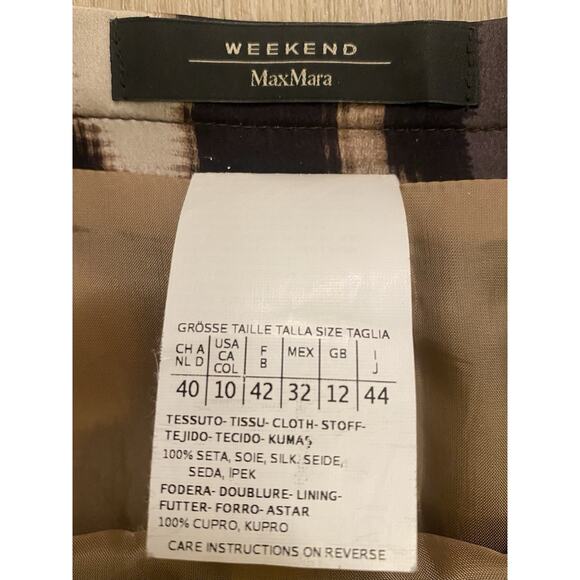 WEEKEND
MaxMara
GRÖSSE TAILLE TALLA SIZE TAGLIA
CH A NL D USA CA COL F B MEX GB I J
40 10 42 32 12 44
TESSUTO- TISSU- CLOTH- STOFF-
TEJIDO- TECIDO- KUMAŞ
100% SETA, SOIE, SILK. SEIDE,
SEDA, IPEK
FODERA- DOUBLURE- LINING-
FUTTER- FORRO- ASTAR
100% CUPRO, KUPRO
CARE INSTRUCTIONS ON REVERSE